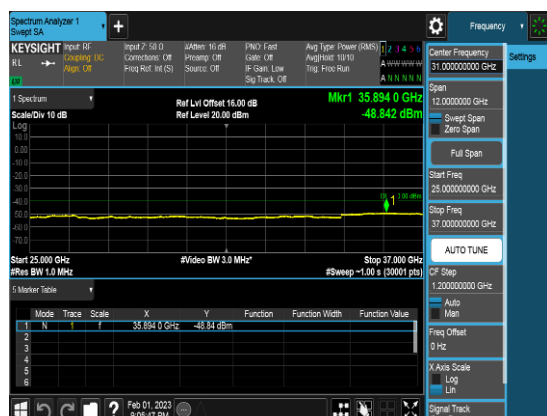 Spectrum Analyzer 1
Swept SA
+
Frequency
KEYSIGHT
RL
Input: RF
Coupling: DC
Align: Off
Input Z: 50 Ω
Corrections: Off
Freq Ref: Int (S)
#Atten: 16 dB
Preamp: Off
Source: Off
PNO: Fast
Gate: Off
IF Gain: Low
Sig Track: Off
Avg Type: Power (RMS)
Avg|Hold: 10/10
Trig: Free Run
1 2 3 4 5 6
A W W W W W
A N N N N N
Center Frequency
31.000000000 GHz
Settings
Span
12.0000000 GHz
Swept Span
Zero Span
Full Span
Start Freq
25.000000000 GHz
Stop Freq
37.000000000 GHz
AUTO TUNE
CF Step
1.200000000 GHz
Auto
Man
Freq Offset
0 Hz
X Axis Scale
Log
Lin
Signal Track
1 Spectrum
Scale/Div 10 dB
Ref Lvl Offset 16.00 dB
Ref Level 20.00 dBm
Mkr1 35.894 0 GHz
-48.842 dBm
Log
10.0
0.00
-10.0
-20.0
-30.0
-40.0
-50.0
-60.0
-70.0
1
Start 25.000 GHz
#Res BW 1.0 MHz
#Video BW 3.0 MHz*
Stop 37.000 GHz
#Sweep ~1.00 s (30001 pts)
5 Marker Table
Mode Trace Scale X Y Function Function Width Function Value
1 N 1 f 35.894 0 GHz -48.84 dBm
2
3
4
5
6
?
Feb 01, 2023